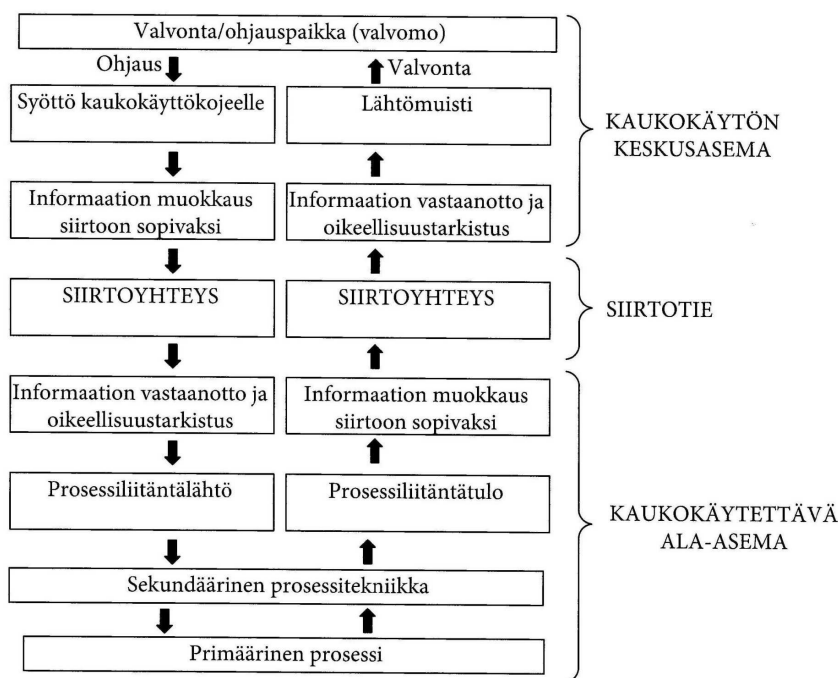 Valvonta/ohjauspaikka (valvomo)
Ohjaus
Valvonta
Syöttö kaukokäyttökojeelle
Lähtömuisti
KAUKOKÄYTÖN
KESKUSASEMA
Informaation muokkaus
siirtoon sopivaksi
Informaation vastaanotto ja
oikeellisuustarkistus
SIIRTOYHTEYS
SIIRTOYHTEYS
SIIRTOTIE
Informaation vastaanotto ja
oikeellisuustarkistus
Informaation muokkaus
siirtoon sopivaksi
Prosessiliitäntälähtö
Prosessiliitäntätulo
KAUKOKÄYTETTÄVÄ
ALA-ASEMA
Sekundäärinen prosessitekniikka
Primäärinen prosessi